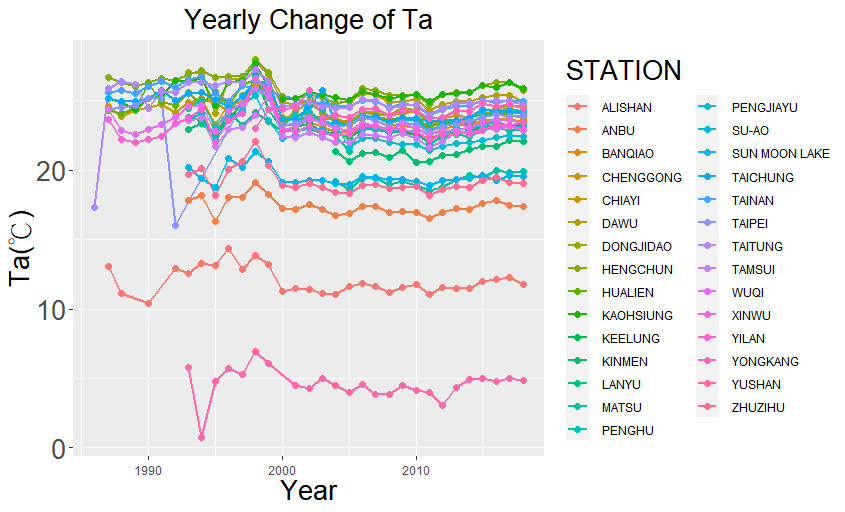 Yearly Change of Ta
Ta(℃)
20
10
0
1990
2000
2010
Year
STATION
ALISHAN
ANBU
BANQIAO
CHENGGONG
CHIAYI
DAWU
DONGJIDAO
HENGCHUN
HUALIEN
KAOHSIUNG
KEELUNG
KINMEN
LANYU
MATSU
PENGHU
PENGJIAYU
SU-AO
SUN MOON LAKE
TAICHUNG
TAINAN
TAIPEI
TAITUNG
TAMSUI
WUQI
XINWU
YILAN
YONGKANG
YUSHAN
ZHUZIHU